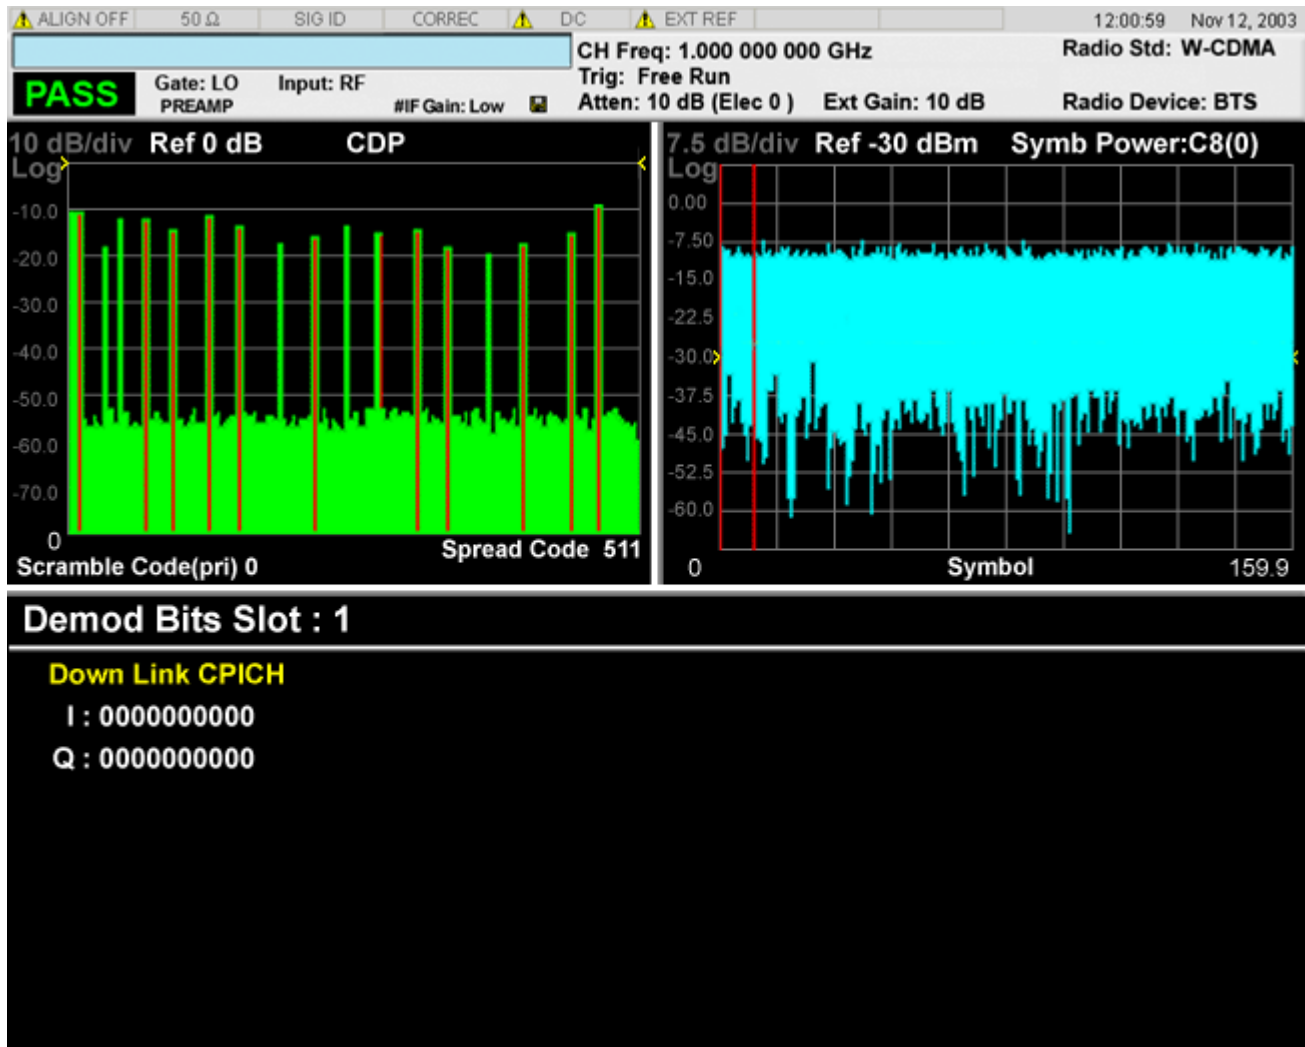 ALIGN OFF 50 Ω SIG ID CORREC DC EXT REF 12:00:59 Nov 12, 2003
CH Freq: 1.000 000 000 GHz Radio Std: W-CDMA
PASS Gate: LO Input: RF Trig: Free Run
PREAMP #IF Gain: Low Atten: 10 dB (Elec 0 ) Ext Gain: 10 dB Radio Device: BTS
10 dB/div Ref 0 dB CDP
Log
-10.0
-20.0
-30.0
-40.0
-50.0
-60.0
-70.0
0 Spread Code 511
Scramble Code(pri) 0
7.5 dB/div Ref -30 dBm Symb Power:C8(0)
Log
0.00
-7.50
-15.0
-22.5
-30.0
-37.5
-45.0
-52.5
-60.0
0 Symbol 159.9
Demod Bits Slot : 1
Down Link CPICH
I : 0000000000
Q : 0000000000